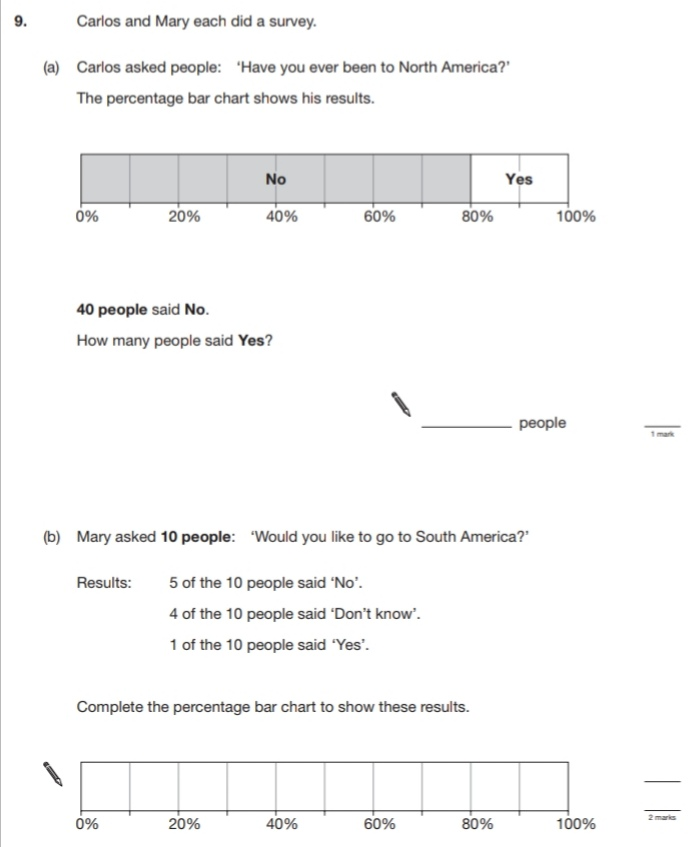 9. Carlos and Mary each did a survey.
(a) Carlos asked people: ‘Have you ever been to North America?’
The percentage bar chart shows his results.
No Yes
0% 20% 40% 60% 80% 100%
40 people said No.
How many people said Yes?
people
1 mark
(b) Mary asked 10 people: ‘Would you like to go to South America?’
Results: 5 of the 10 people said ‘No’.
4 of the 10 people said ‘Don’t know’.
1 of the 10 people said ‘Yes’.
Complete the percentage bar chart to show these results.
0% 20% 40% 60% 80% 100%
2 marks